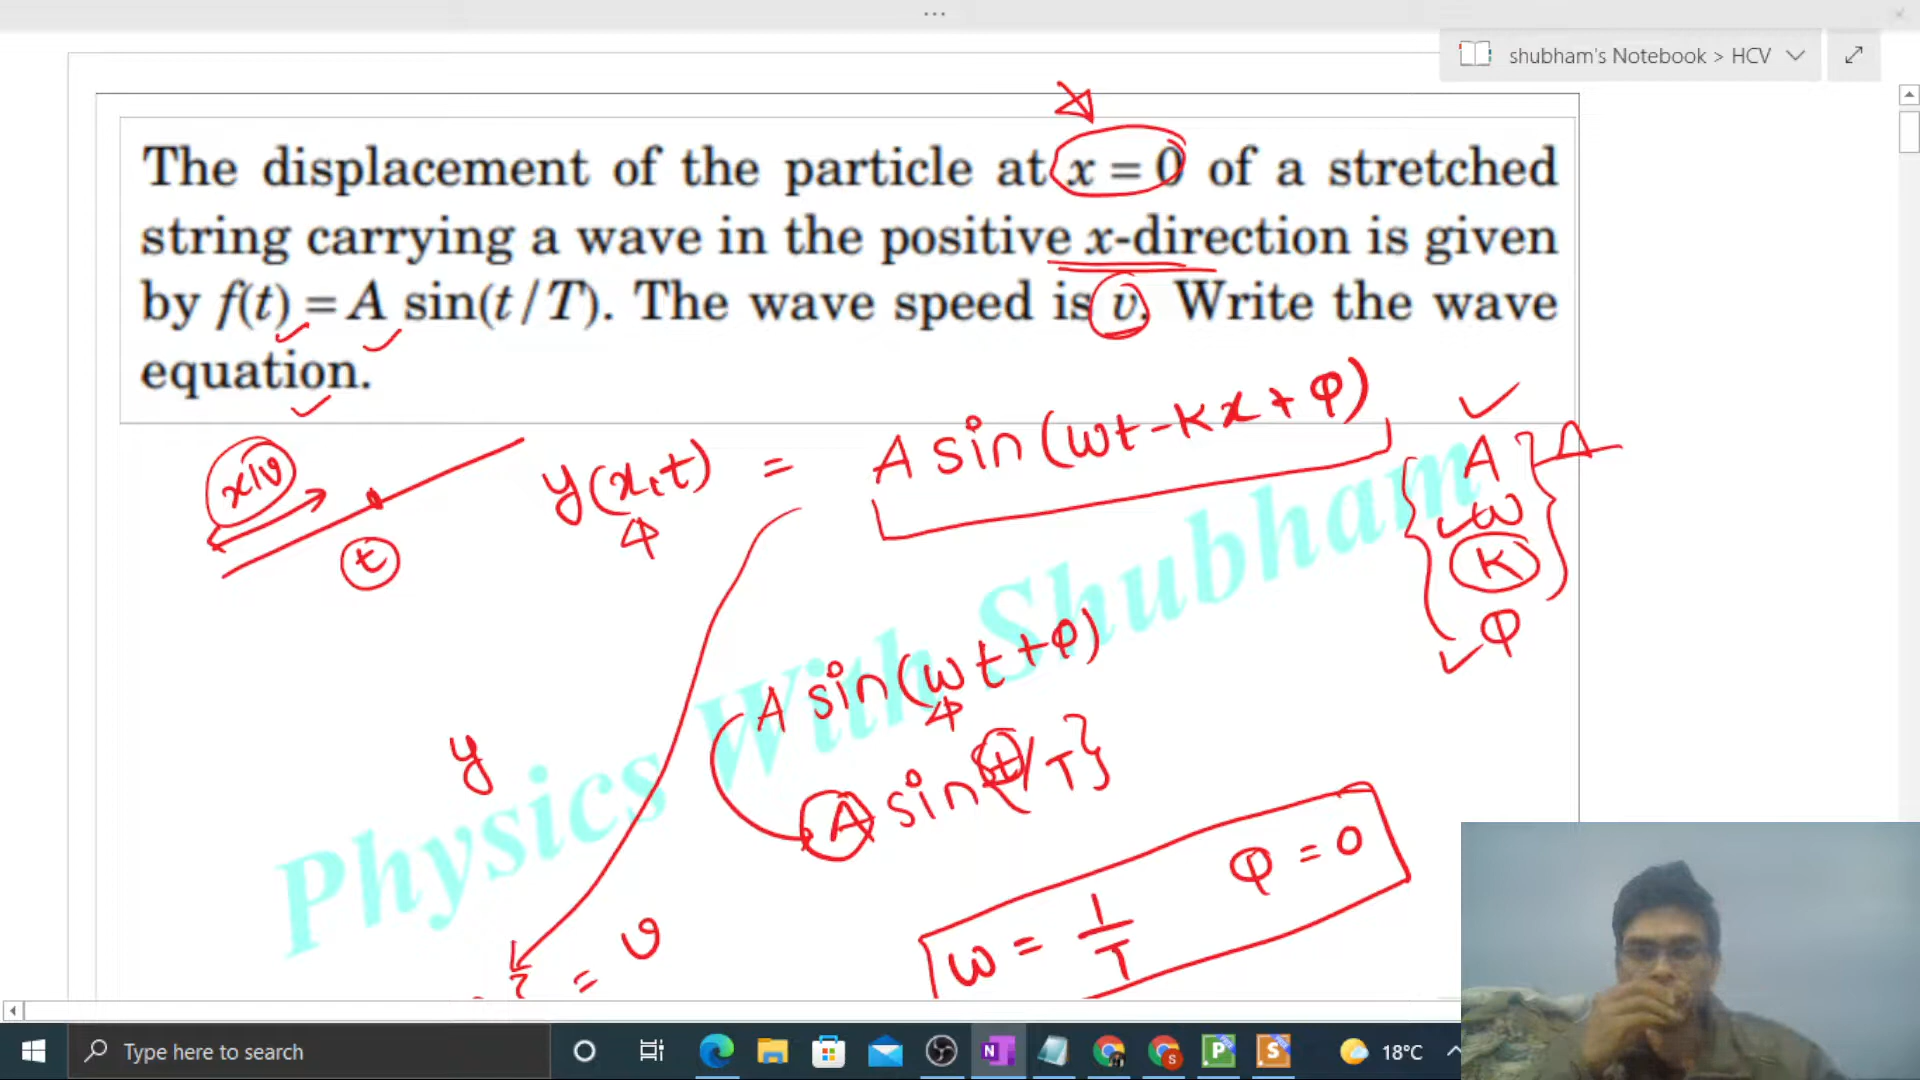 shubham's Notebook > HCV
The displacement of the particle at x = 0 of a stretched
string carrying a wave in the positive x-direction is given
by f(t) = A sin(t/T). The wave speed is v. Write the wave
equation.
x/v
t
y(x,t) = A sin(ωt-kx+φ)
A
ω
k
φ
A sin(ωt+φ)
y
A sin{t/T}
φ = 0
ω = 1/T
= v
Physics With Shubham
Type here to search
18°C